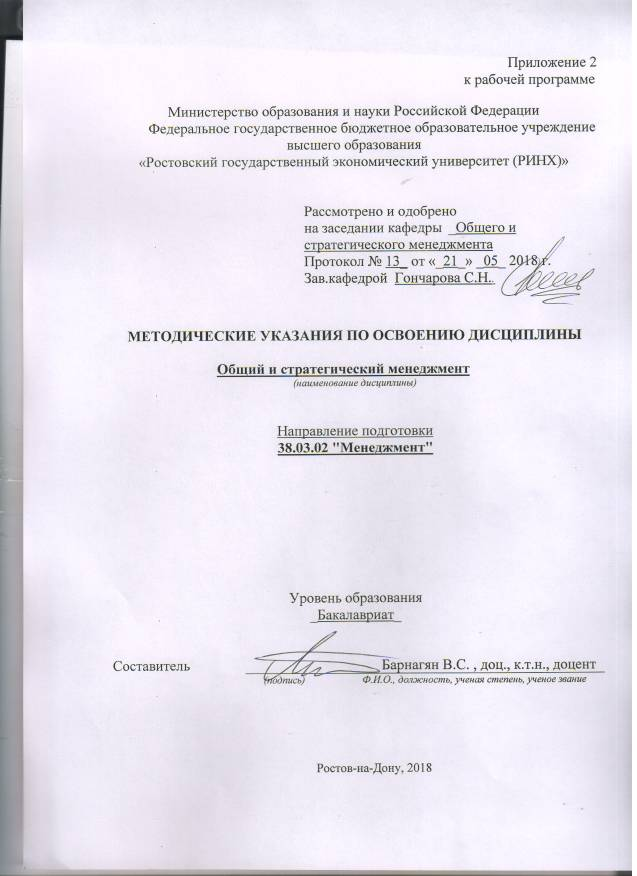 Приложение 2
к рабочей программе
Министерство образования и науки Российской Федерации
Федеральное государственное бюджетное образовательное учреждение
высшего образования
«Ростовский государственный экономический университет (РИНХ)»
Рассмотрено и одобрено
на заседании кафедры Общего и
стратегического менеджмента
Протокол № 13 от « 21 » 05 2018 г.
Зав.кафедрой Гончарова С.Н.
МЕТОДИЧЕСКИЕ УКАЗАНИЯ ПО ОСВОЕНИЮ ДИСЦИПЛИНЫ
Общий и стратегический менеджмент
(наименование дисциплины)
Направление подготовки
38.03.02 "Менеджмент"
Уровень образования
Бакалавриат
Составитель Барнагян В.С. , доц., к.т.н., доцент
(подпись) Ф.И.О., должность, ученая степень, ученое звание
Ростов-на-Дону, 2018